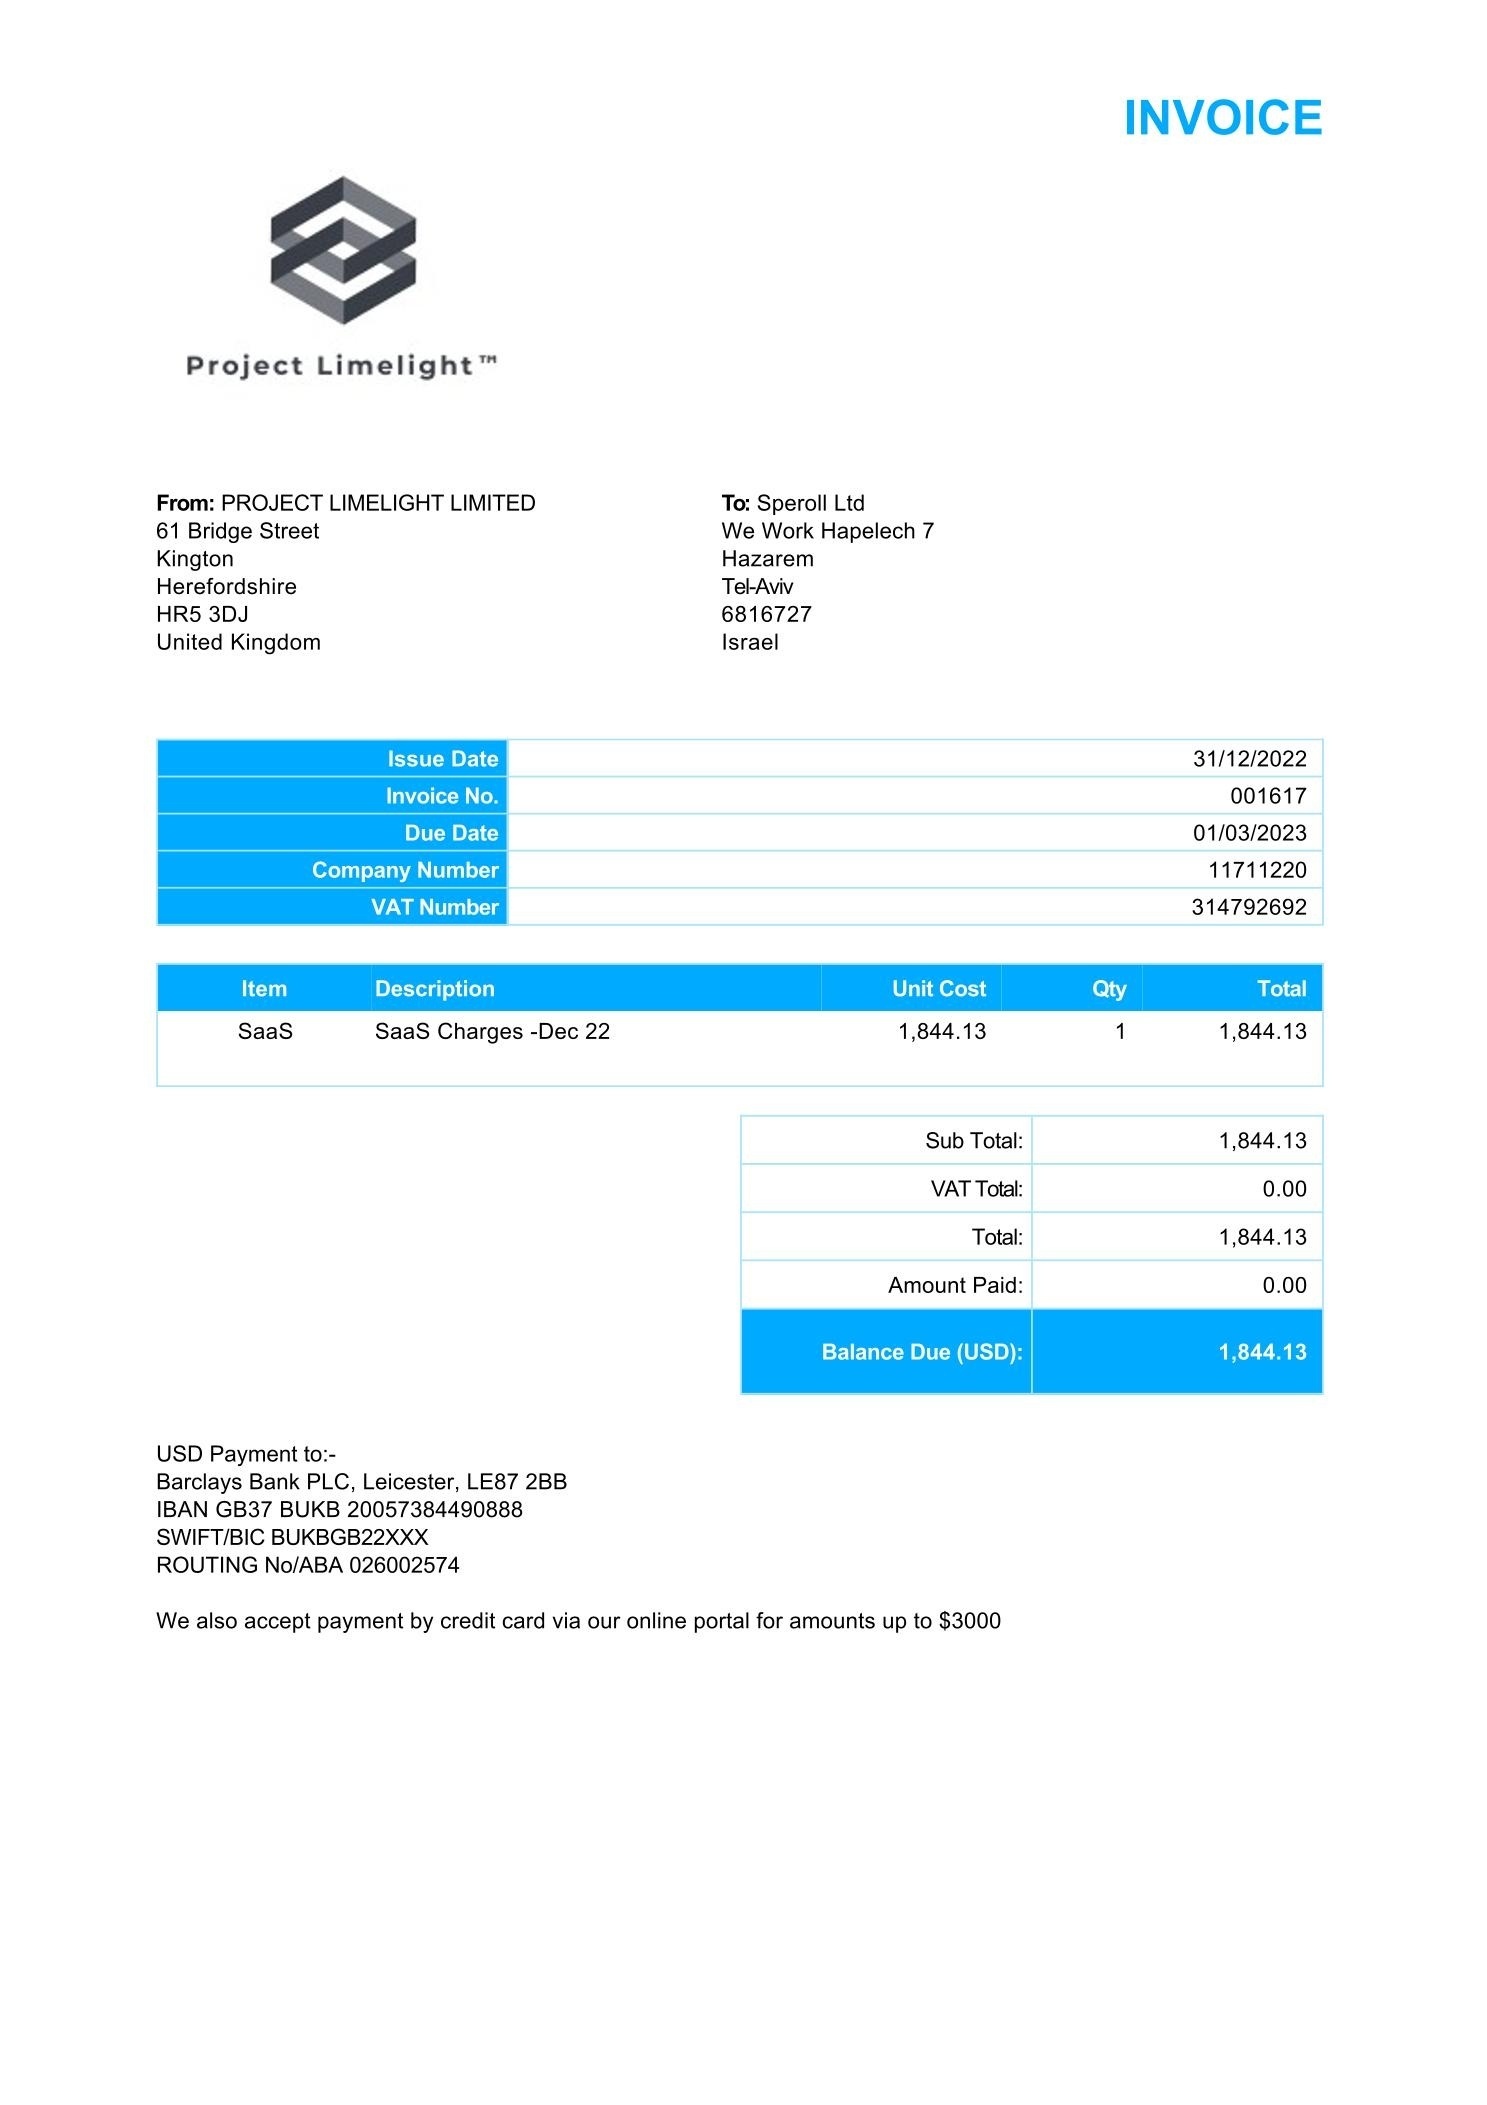 INVOICE
Project Limelight™
From: PROJECT LIMELIGHT LIMITED
61 Bridge Street
Kington
Herefordshire
HR5 3DJ
United Kingdom
To: Speroll Ltd
We Work Hapelech 7
Hazarem
Tel-Aviv
6816727
Israel
Issue Date 31/12/2022
Invoice No. 001617
Due Date 01/03/2023
Company Number 11711220
VAT Number 314792692
Item Description Unit Cost Qty Total
SaaS SaaS Charges -Dec 22 1,844.13 1 1,844.13
Sub Total: 1,844.13
VAT Total: 0.00
Total: 1,844.13
Amount Paid: 0.00
Balance Due (USD): 1,844.13
USD Payment to:-
Barclays Bank PLC, Leicester, LE87 2BB
IBAN GB37 BUKB 20057384490888
SWIFT/BIC BUKBGB22XXX
ROUTING No/ABA 026002574
We also accept payment by credit card via our online portal for amounts up to $3000